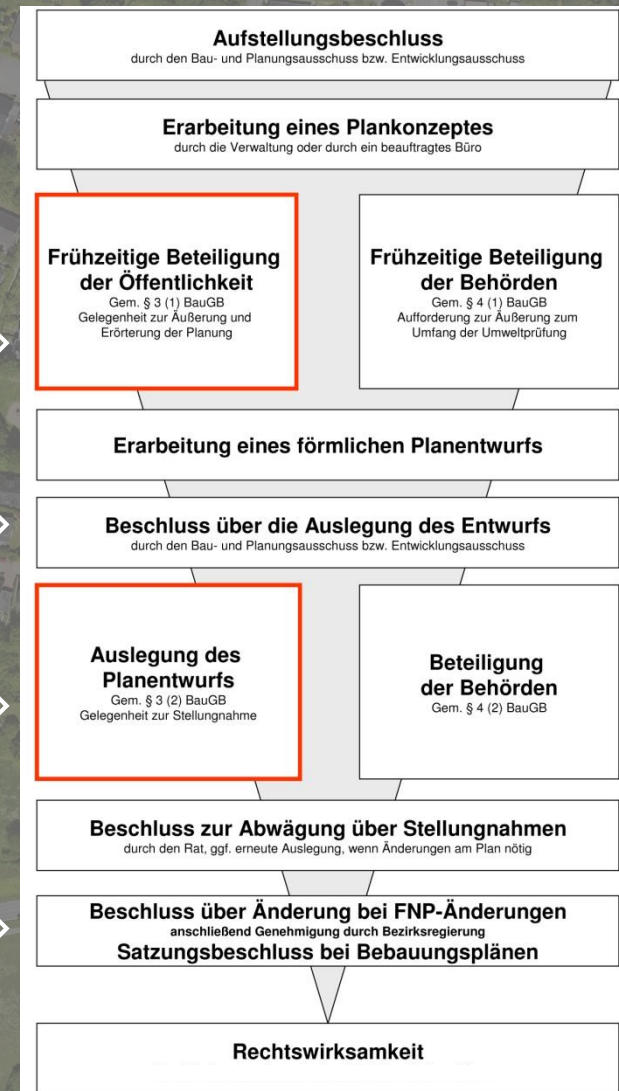 Aufstellungsbeschluss
durch den Bau- und Planungsausschuss bzw. Entwicklungsausschuss
Erarbeitung eines Plankonzeptes
durch die Verwaltung oder durch ein beauftragtes Büro
Frühzeitige Beteiligung
der Öffentlichkeit
Gem. § 3 (1) BauGB
Gelegenheit zur Äußerung und
Erörterung der Planung
Frühzeitige Beteiligung
der Behörden
Gem. § 4 (1) BauGB
Aufforderung zur Äußerung zum
Umfang der Umweltprüfung
Erarbeitung eines förmlichen Planentwurfs
Beschluss über die Auslegung des Entwurfs
durch den Bau- und Planungsausschuss bzw. Entwicklungsausschuss
Auslegung des
Planentwurfs
Gem. § 3 (2) BauGB
Gelegenheit zur Stellungnahme
Beteiligung
der Behörden
Gem. § 4 (2) BauGB
Beschluss zur Abwägung über Stellungnahmen
durch den Rat, ggf. erneute Auslegung, wenn Änderungen am Plan nötig
Beschluss über Änderung bei FNP-Änderungen
anschließend Genehmigung durch Bezirksregierung
Satzungsbeschluss bei Bebauungsplänen
Rechtswirksamkeit